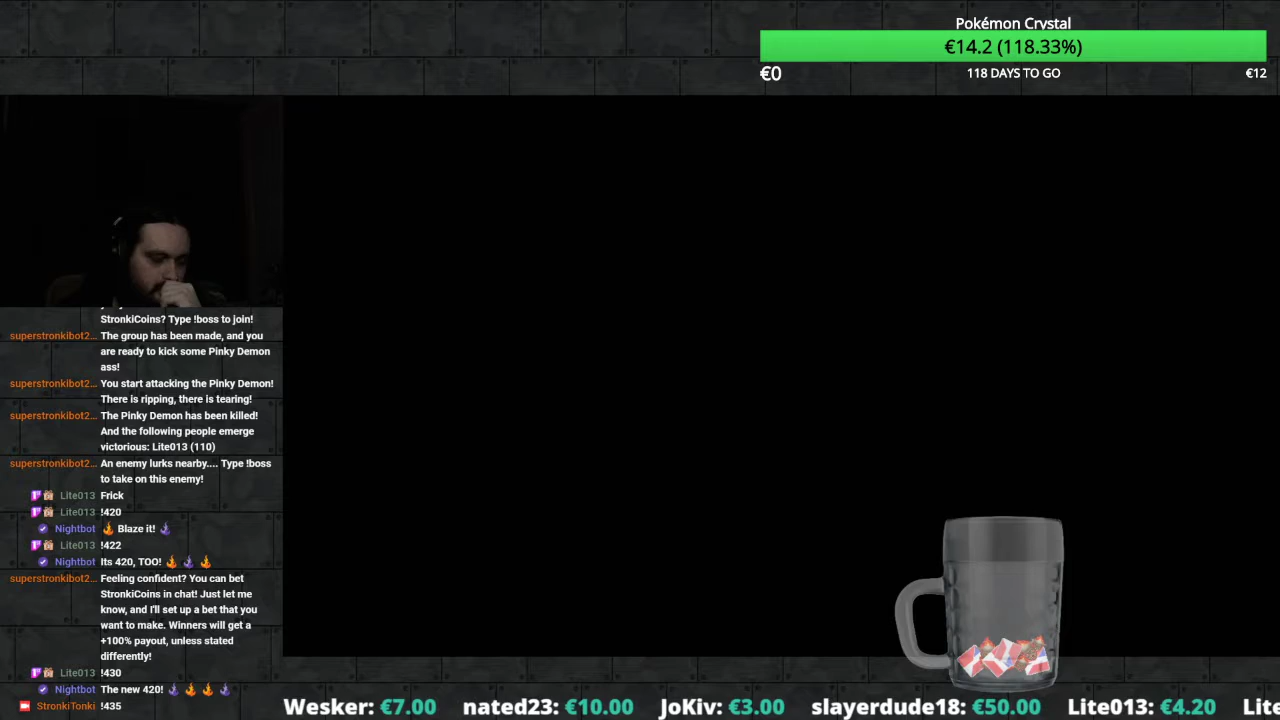 Pokémon Crystal
€14.2 (118.33%)
€0
118 DAYS TO GO
€12
StronkiCoins? Type !boss to join!
superstronkibot2... The group has been made, and you
are ready to kick some Pinky Demon
ass!
superstronkibot2... You start attacking the Pinky Demon!
There is ripping, there is tearing!
superstronkibot2... The Pinky Demon has been killed!
And the following people emerge
victorious: Lite013 (110)
superstronkibot2... An enemy lurks nearby.... Type !boss
to take on this enemy!
Lite013 Frick
Lite013 !420
Nightbot 🔥 Blaze it!
Lite013 !422
Nightbot Its 420, TOO!
superstronkibot2... Feeling confident? You can bet
StronkiCoins in chat! Just let me
know, and I'll set up a bet that you
want to make. Winners will get a
+100% payout, unless stated
differently!
Lite013 !430
Nightbot The new 420!
StronkiTonki !435
Wesker: €7.00 nated23: €10.00 JoKiv: €3.00 slayerdude18: €50.00 Lite013: €4.20 Lite